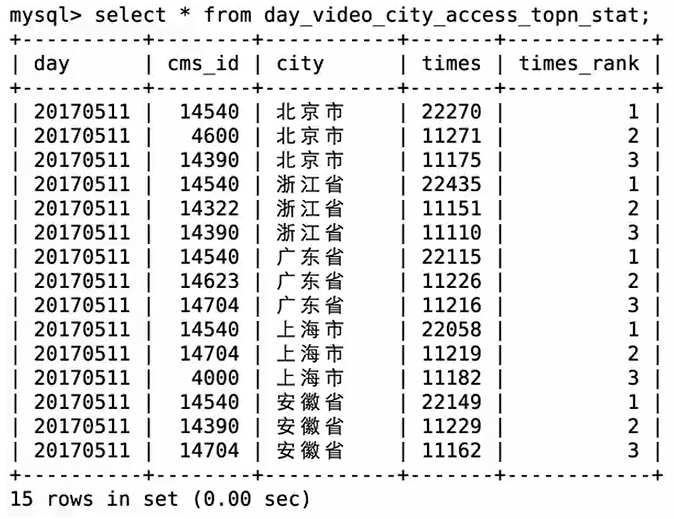 mysql> select * from day_video_city_access_topn_stat;
+----------+--------+-----------+-------+------------+
| day      | cms_id | city      | times | times_rank |
+----------+--------+-----------+-------+------------+
| 20170511 |  14540 | 北京市    | 22270 |          1 |
| 20170511 |   4600 | 北京市    | 11271 |          2 |
| 20170511 |  14390 | 北京市    | 11175 |          3 |
| 20170511 |  14540 | 浙江省    | 22435 |          1 |
| 20170511 |  14322 | 浙江省    | 11151 |          2 |
| 20170511 |  14390 | 浙江省    | 11110 |          3 |
| 20170511 |  14540 | 广东省    | 22115 |          1 |
| 20170511 |  14623 | 广东省    | 11226 |          2 |
| 20170511 |  14704 | 广东省    | 11216 |          3 |
| 20170511 |  14540 | 上海市    | 22058 |          1 |
| 20170511 |  14704 | 上海市    | 11219 |          2 |
| 20170511 |   4000 | 上海市    | 11182 |          3 |
| 20170511 |  14540 | 安徽省    | 22149 |          1 |
| 20170511 |  14390 | 安徽省    | 11229 |          2 |
| 20170511 |  14704 | 安徽省    | 11162 |          3 |
+----------+--------+-----------+-------+------------+
15 rows in set (0.00 sec)